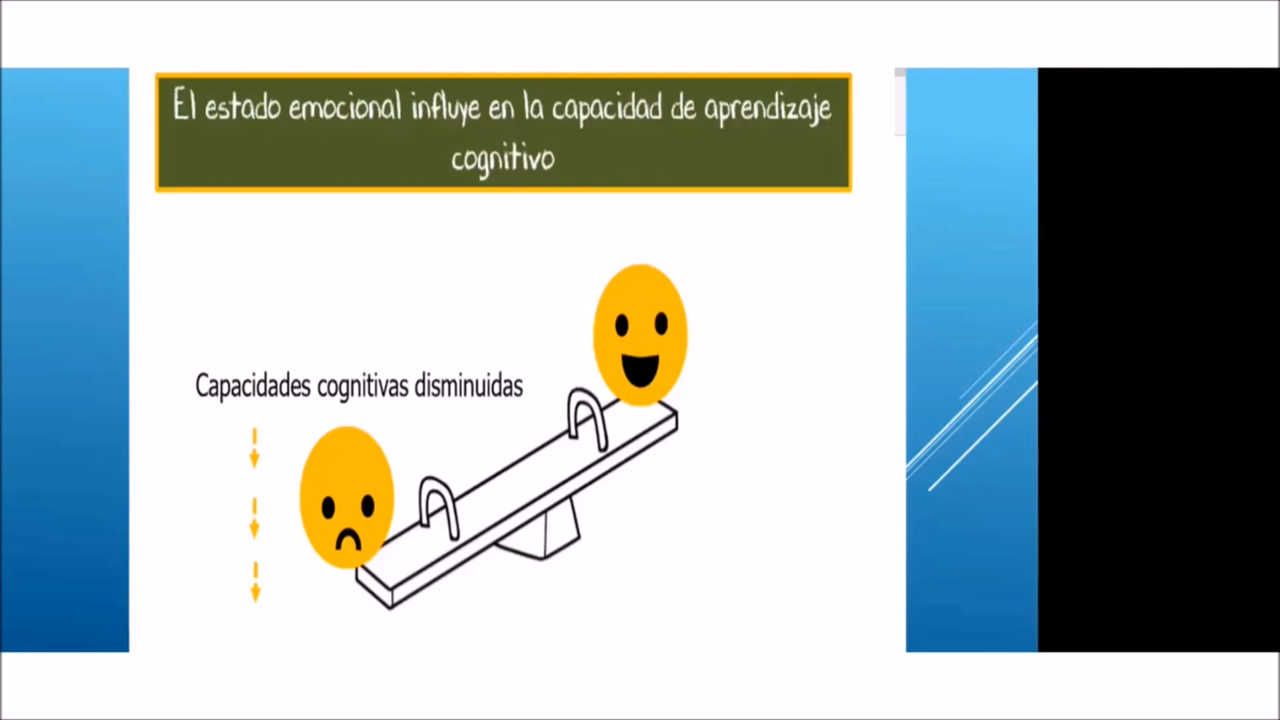 El estado emocional influye en la capacidad de aprendizaje
cognitivo
Capacidades cognitivas disminuidas